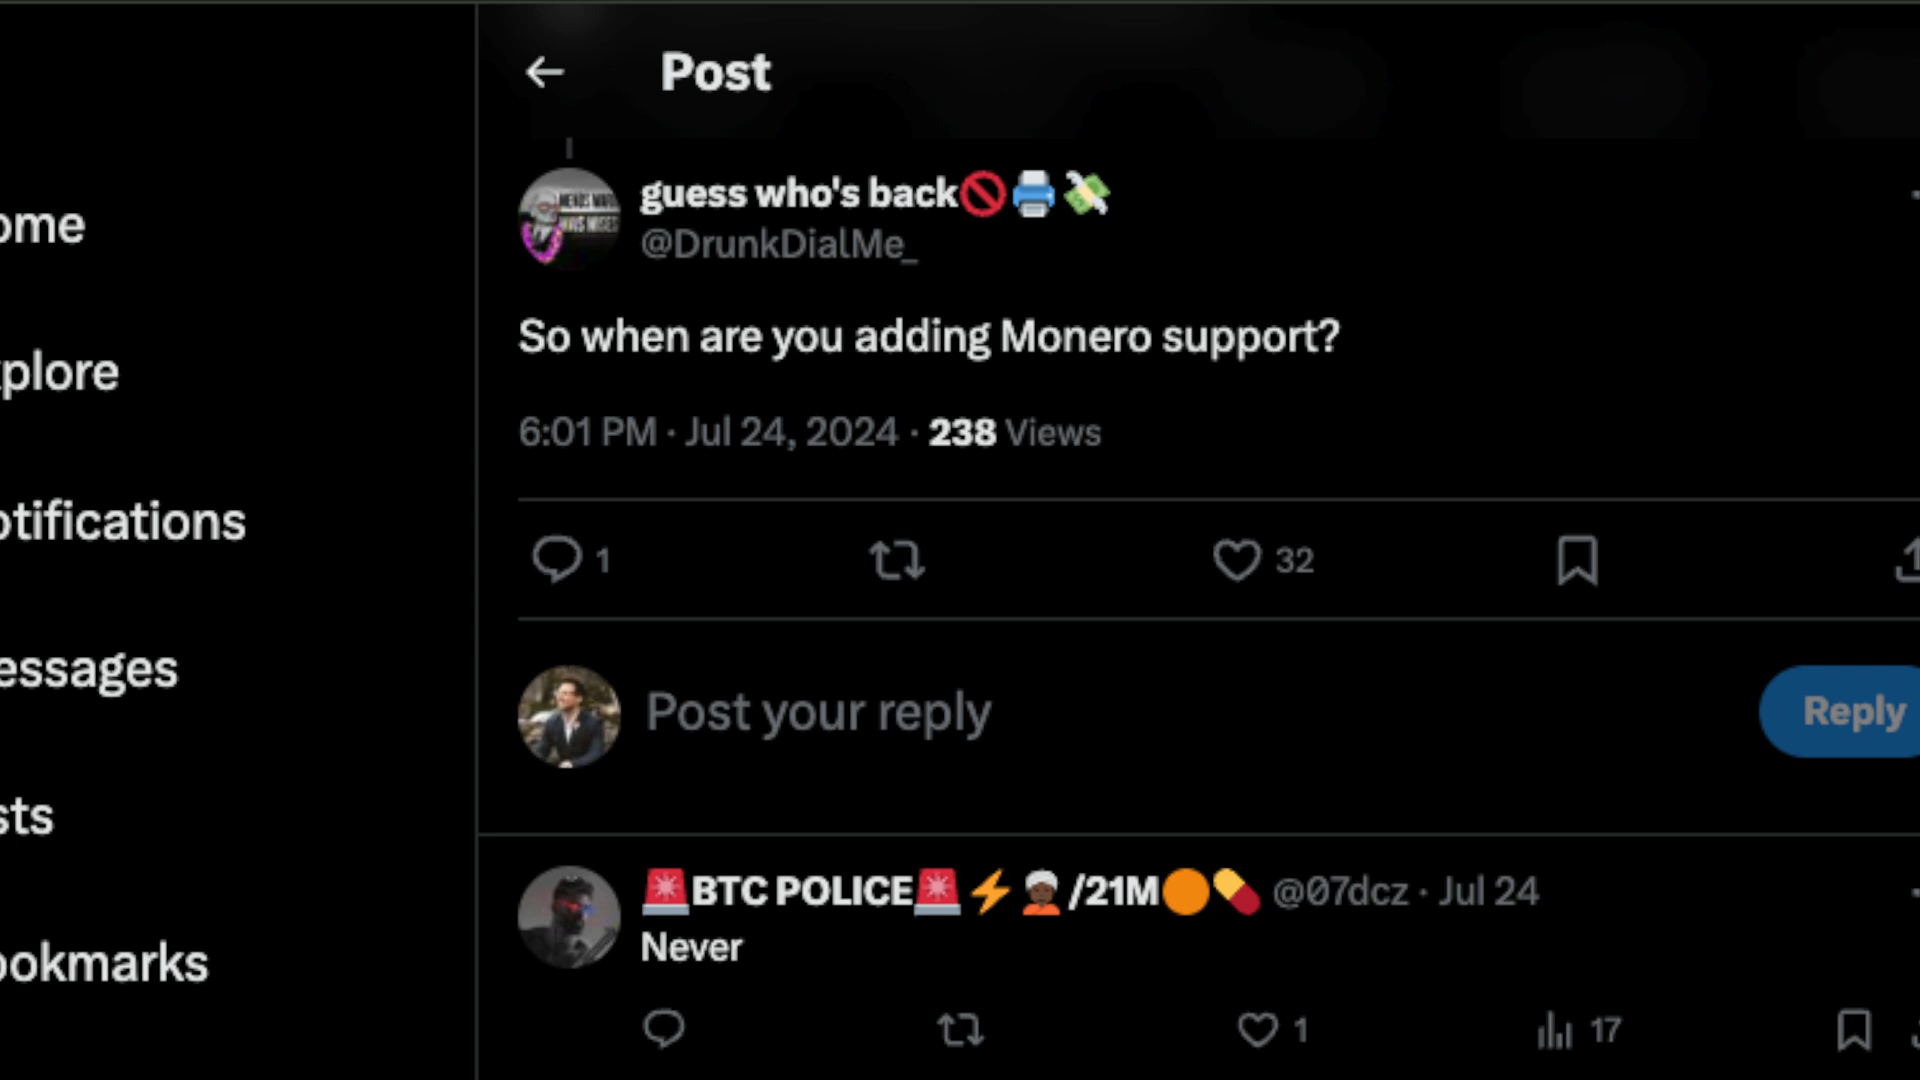 Post
guess who's back🚫🖨️💸
@DrunkDialMe_
So when are you adding Monero support?
6:01 PM · Jul 24, 2024 · 238 Views
1 32
Post your reply
Reply
🚨BTC POLICE🚨⚡👳🏿/21M🟠💊 @07dcz · Jul 24
Never
1 17
ome
plore
otifications
essages
sts
ookmarks